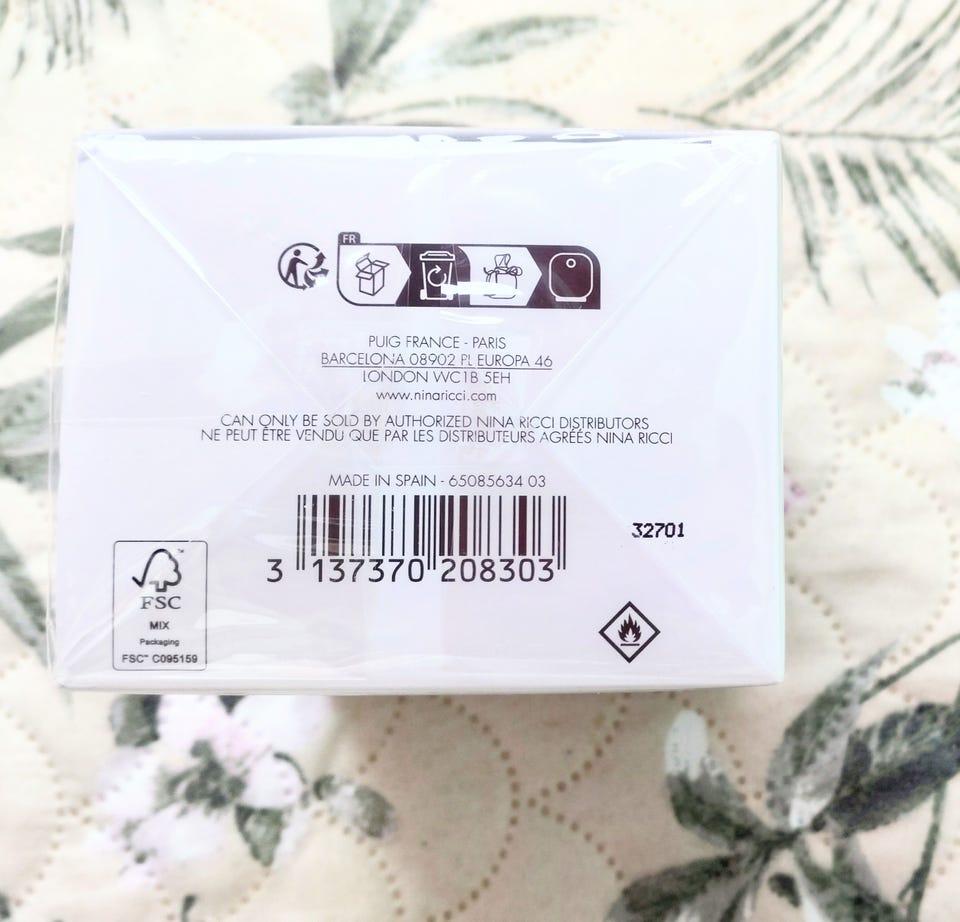 FR
PUIG FRANCE - PARIS
BARCELONA 08902 PL EUROPA 46
LONDON WC1B 5EH
www.ninaricci.com
CAN ONLY BE SOLD BY AUTHORIZED NINA RICCI DISTRIBUTORS
NE PEUT ÊTRE VENDU QUE PAR LES DISTRIBUTEURS AGRÉÉS NINA RICCI
MADE IN SPAIN - 65085634 03
32701
3 137370 208303
FSC
MIX
Packaging
FSC™ C095159